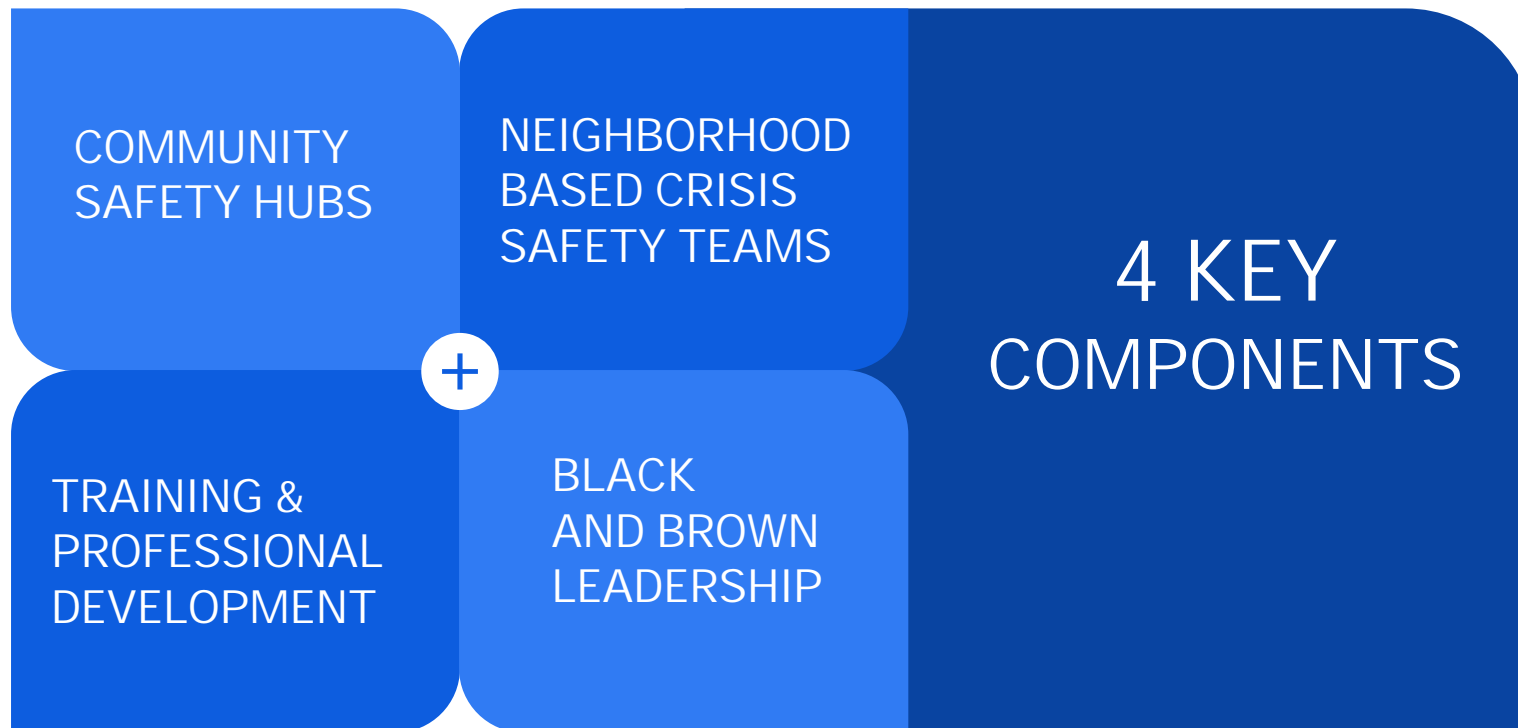 COMMUNITY
SAFETY HUBS
NEIGHBORHOOD
BASED CRISIS
SAFETY TEAMS
TRAINING &
PROFESSIONAL
DEVELOPMENT
BLACK
AND BROWN
LEADERSHIP
4 KEY
COMPONENTS